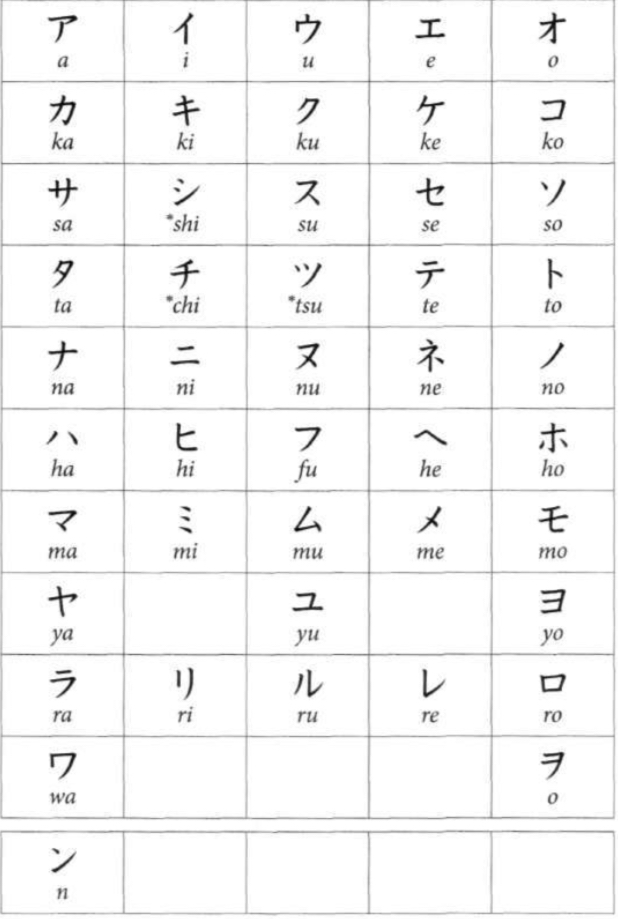 ア イ ウ エ オ
a i u e o
カ キ ク ケ コ
ka ki ku ke ko
サ シ ス セ ソ
sa *shi su se so
タ チ ツ テ ト
ta *chi *tsu te to
ナ ニ ヌ ネ ノ
na ni nu ne no
ハ ヒ フ ヘ ホ
ha hi fu he ho
マ ミ ム メ モ
ma mi mu me mo
ヤ ユ ヨ
ya yu yo
ラ リ ル レ ロ
ra ri ru re ro
ワ ヲ
wa o
ン
n